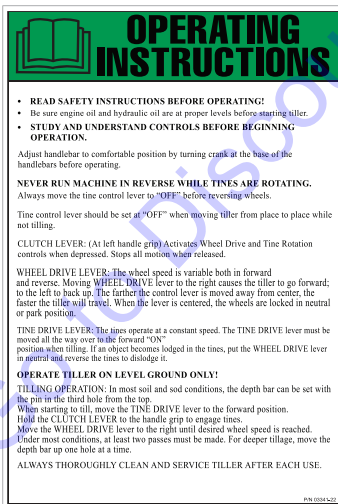 OPERATING
INSTRUCTIONS
• READ SAFETY INSTRUCTIONS BEFORE OPERATING!
• Be sure engine oil and hydraulic oil are at proper levels before starting tiller.
• STUDY AND UNDERSTAND CONTROLS BEFORE BEGINNING
OPERATION.
Adjust handlebar to comfortable position by turning crank at the base of the
handlebars before operating.
NEVER RUN MACHINE IN REVERSE WHILE TINES ARE ROTATING.
Always move the tine control lever to “OFF” before reversing wheels.
Tine control lever should be set at “OFF” when moving tiller from place to place while
not tilling.
CLUTCH LEVER: (At left handle grip) Activates Wheel Drive and Tine Rotation
controls when depressed. Stops all motion when released.
WHEEL DRIVE LEVER: The wheel speed is variable both in forward
and reverse. Moving WHEEL DRIVE lever to the right causes the tiller to go forward;
to the left to back up. The farther the control lever is moved away from center, the
faster the tiller will travel. When the lever is centered, the wheels are locked in neutral
or park position.
TINE DRIVE LEVER: The tines operate at a constant speed. The TINE DRIVE lever must be
moved all the way over to the forward “ON”
position when tilling. If an object becomes lodged in the tines, put the WHEEL DRIVE lever
in neutral and reverse the tines to dislodge it.
OPERATE TILLER ON LEVEL GROUND ONLY!
TILLING OPERATION: In most soil and sod conditions, the depth bar can be set with
the pin in the third hole from the top.
When starting to till, move the TINE DRIVE lever to the forward position.
Hold the CLUTCH LEVER to the handle grip to engage tines.
Move the WHEEL DRIVE lever to the right until desired wheel speed is reached.
Under most conditions, at least two passes must be made. For deeper tillage, move the
depth bar up one hole at a time.
ALWAYS THOROUGHLY CLEAN AND SERVICE TILLER AFTER EACH USE.
P/N 03341-22
Go to Discou